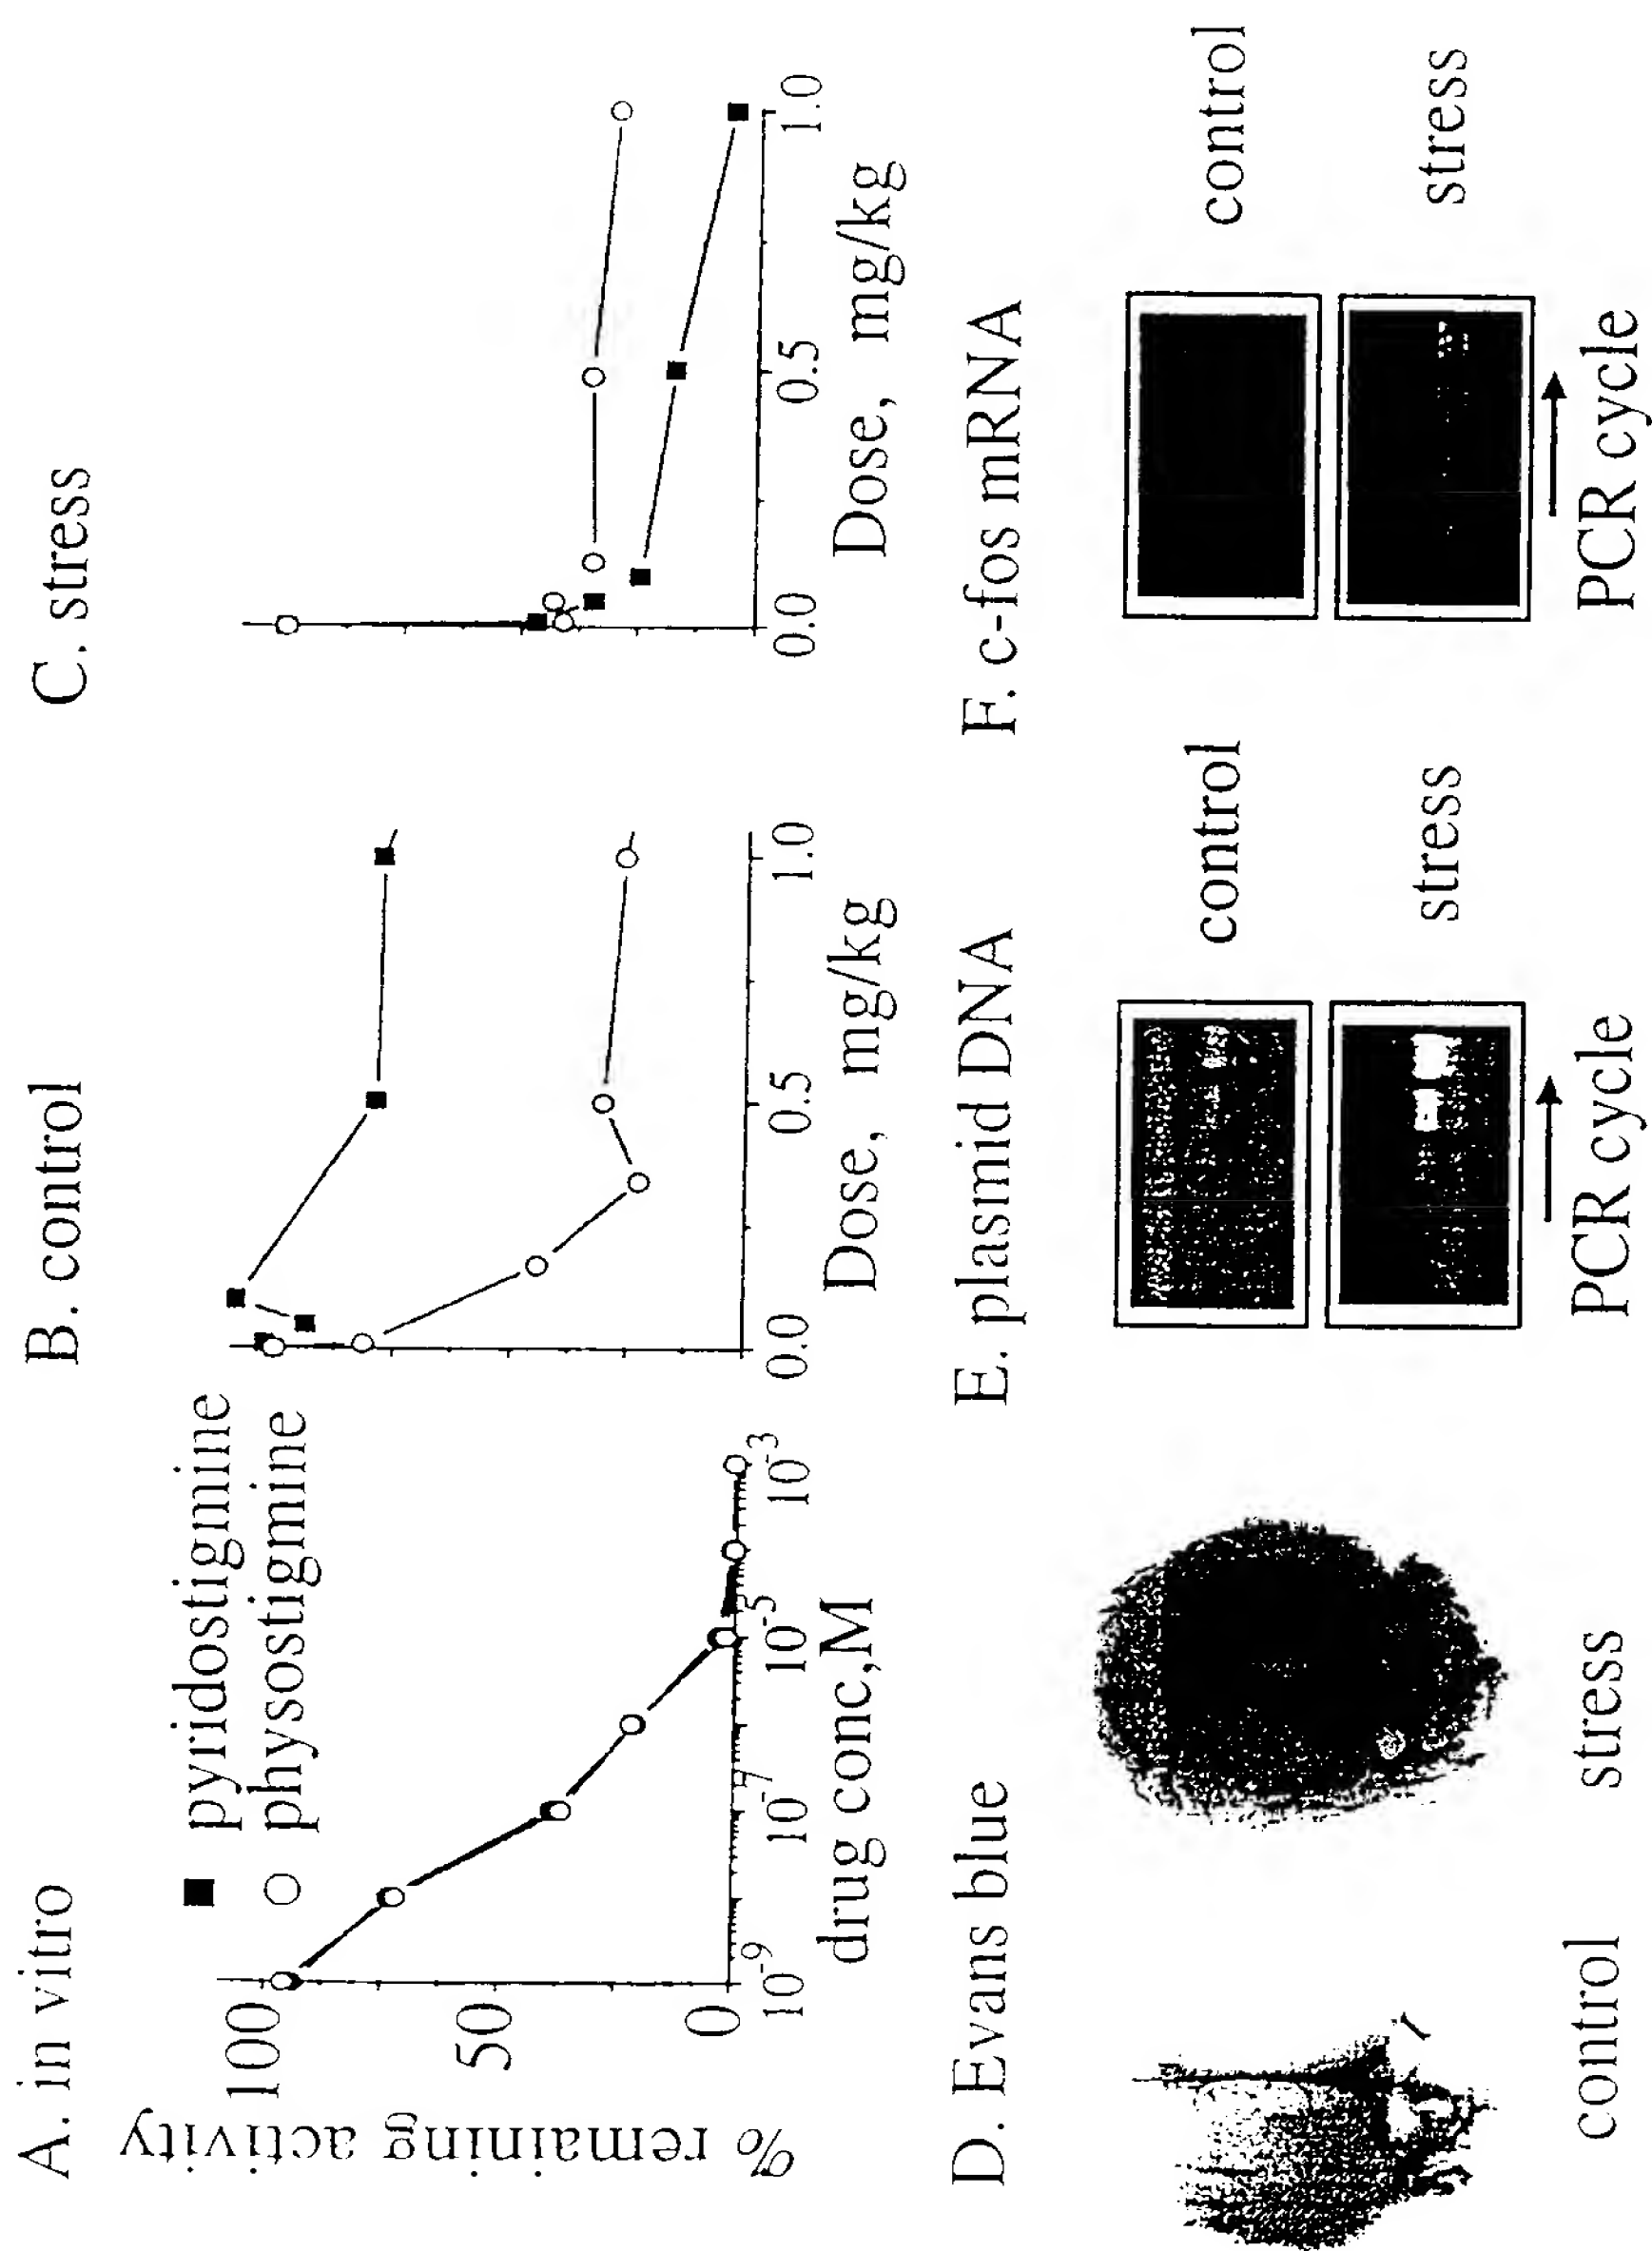 A. in vitro
■ pyridostigmine
○ physostigmine
% remaining activity
100
50
0
10-9
10-7
10-5
10-3
drug conc,M
B. control
0.0
0.5
1.0
Dose, mg/kg
C. stress
0.0
0.5
1.0
Dose, mg/kg
D. Evans blue
control
stress
E. plasmid DNA
control
stress
PCR cycle
F. c-fos mRNA
control
stress
PCR cycle